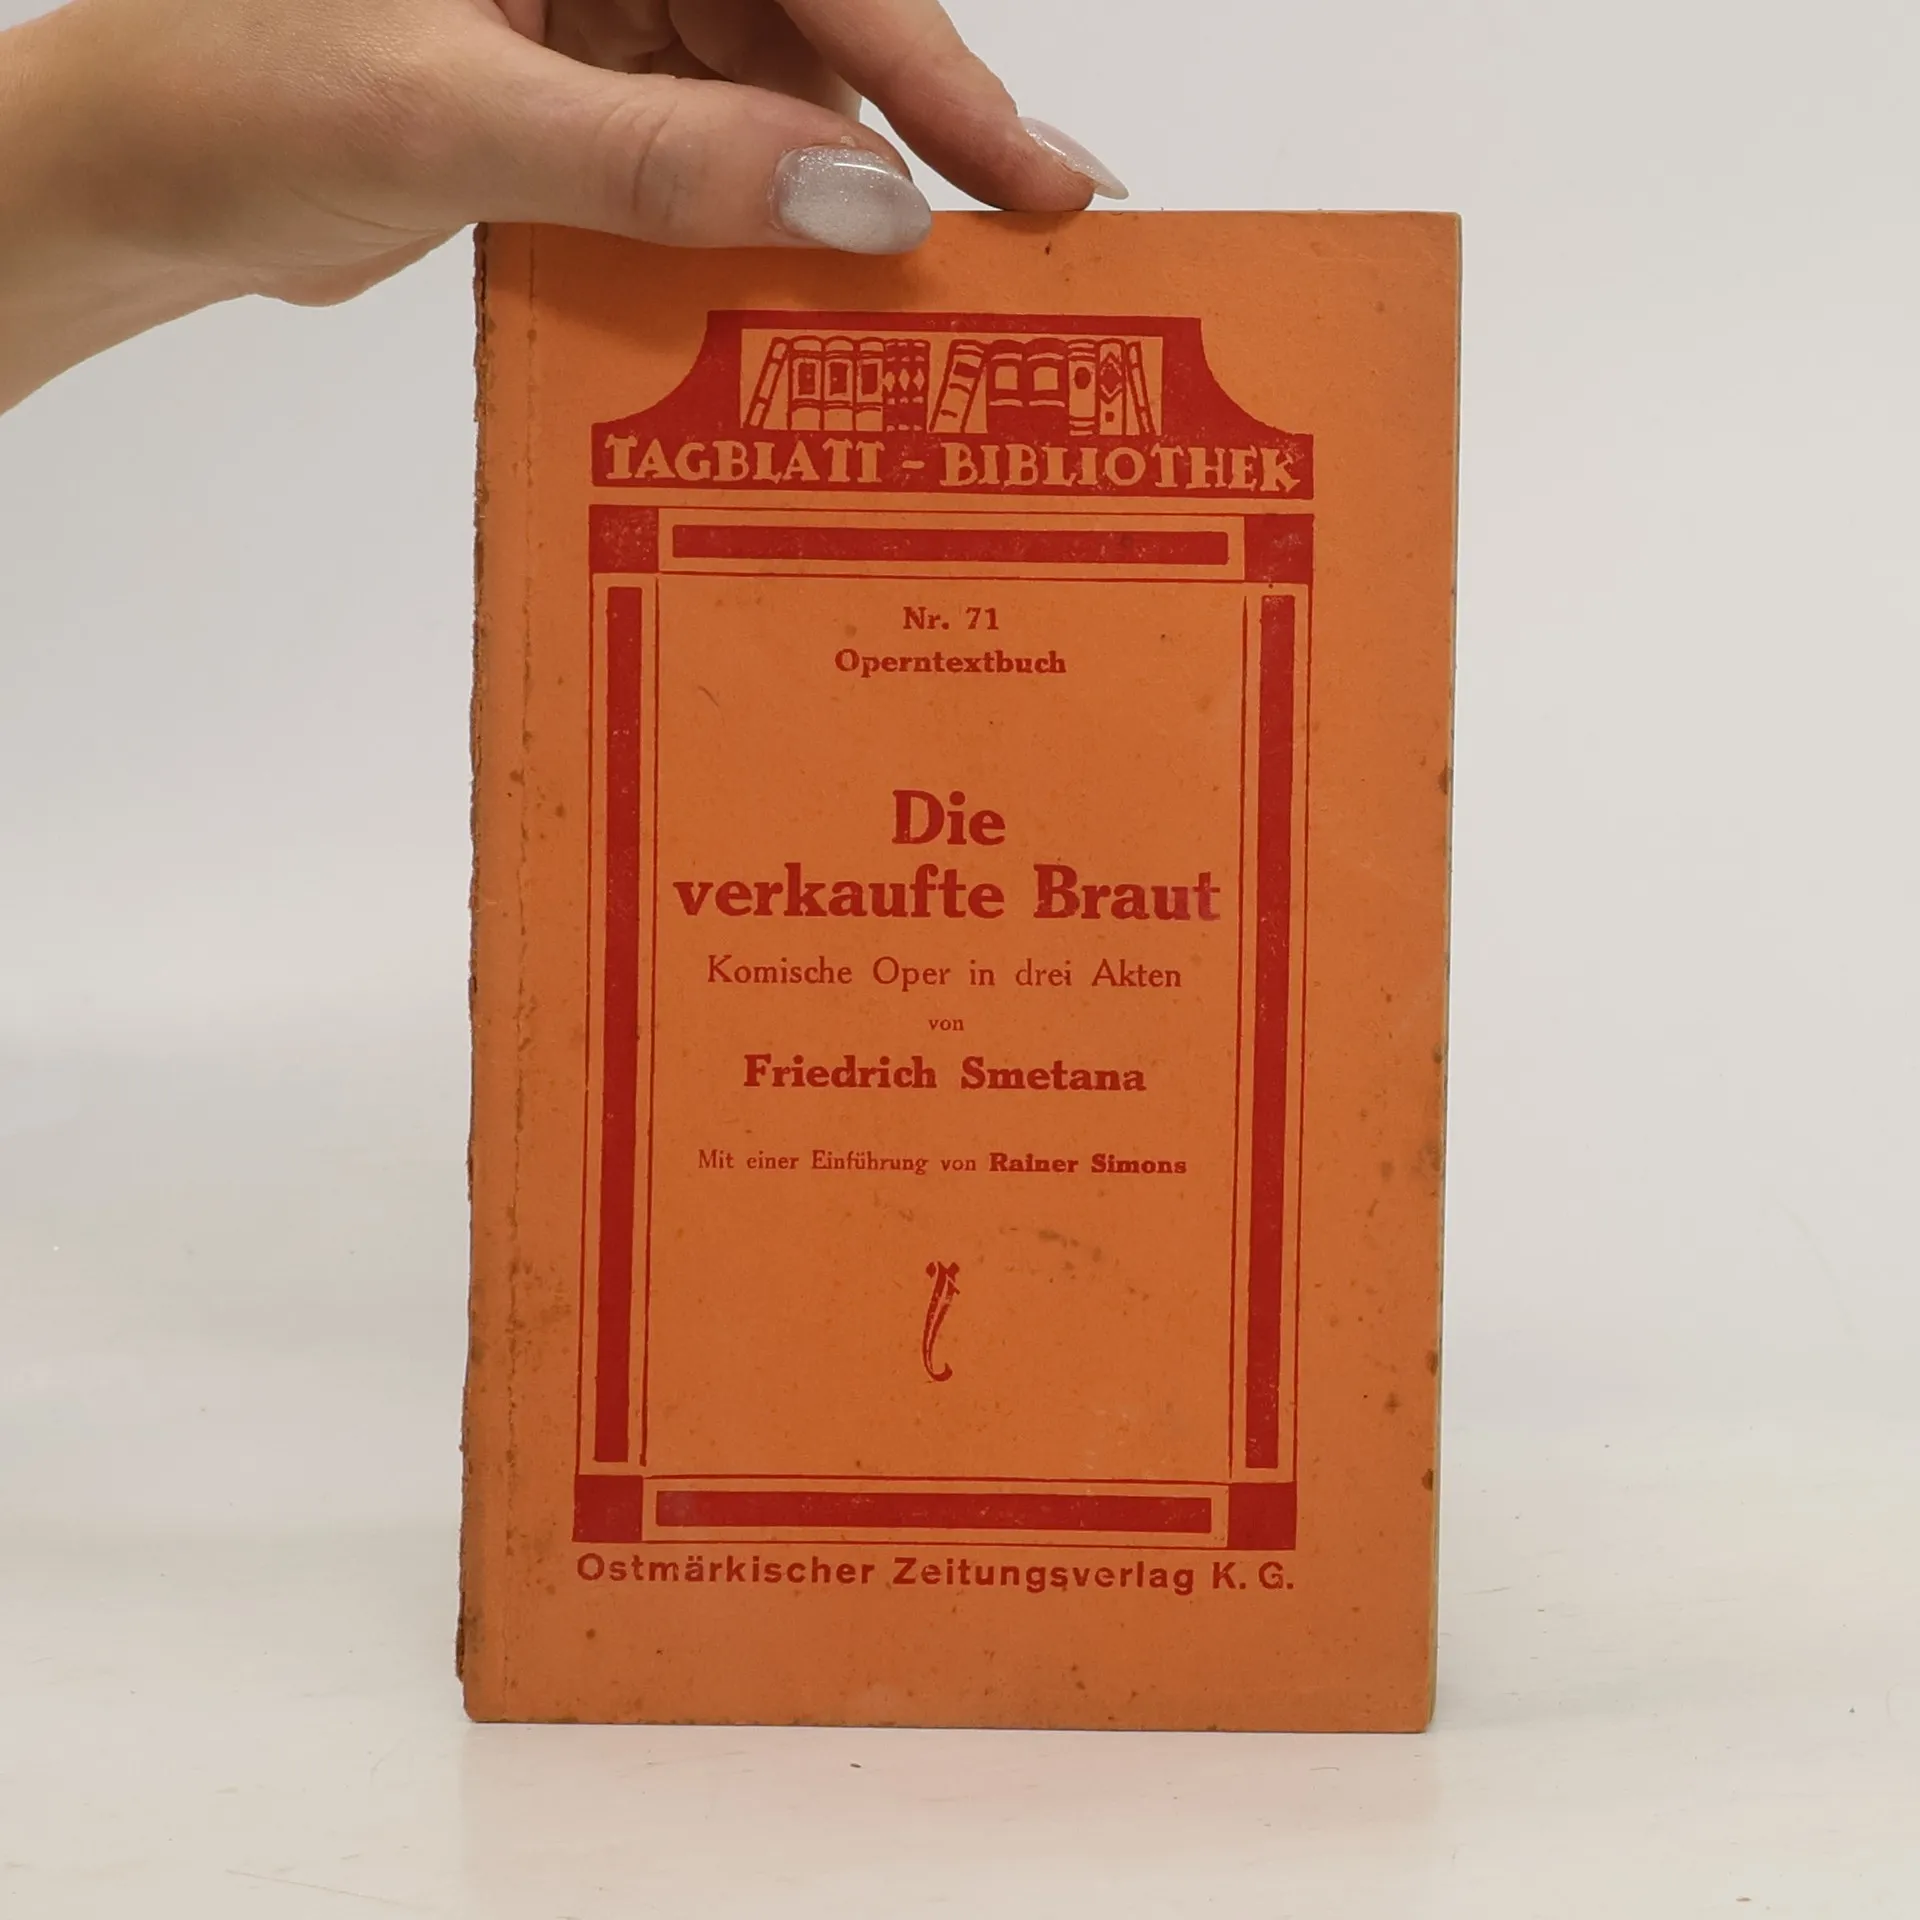 TAGBLATT - BIBLIOTHEK
Nr. 71
Operntextbuch
Die
verkaufte Braut
Komische Oper in drei Akten
von
Friedrich Smetana
Mit einer Einführung von Rainer Simons
Ostmärkischer Zeitungsverlag K. G.